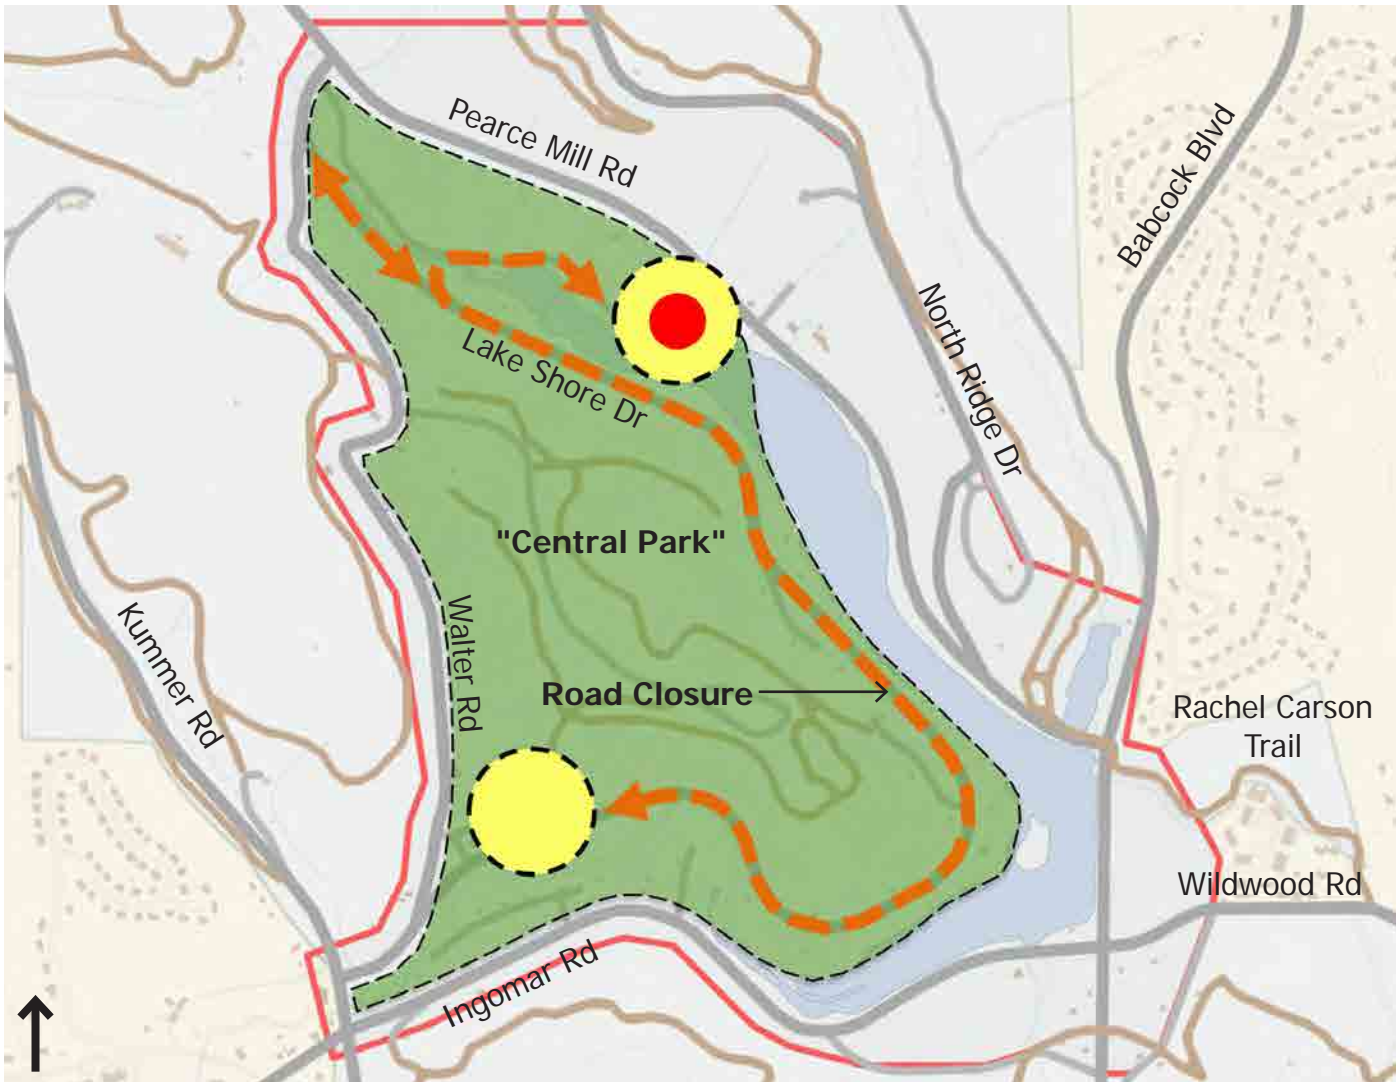 Pearce Mill Rd
Babcock Blvd
North Ridge Dr
Lake Shore Dr
"Central Park"
Walter Rd
Kummer Rd
Road Closure
Rachel Carson
Trail
Wildwood Rd
Ingomar Rd